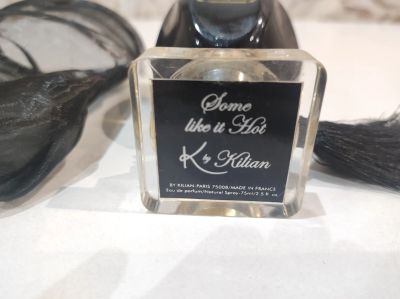 Some
like it Hot
K by Kilian
BY KILIAN-PARIS 75008/MADE IN FRANCE
Eau de parfum/Natural Spray-75ml/2.5 fl. oz.